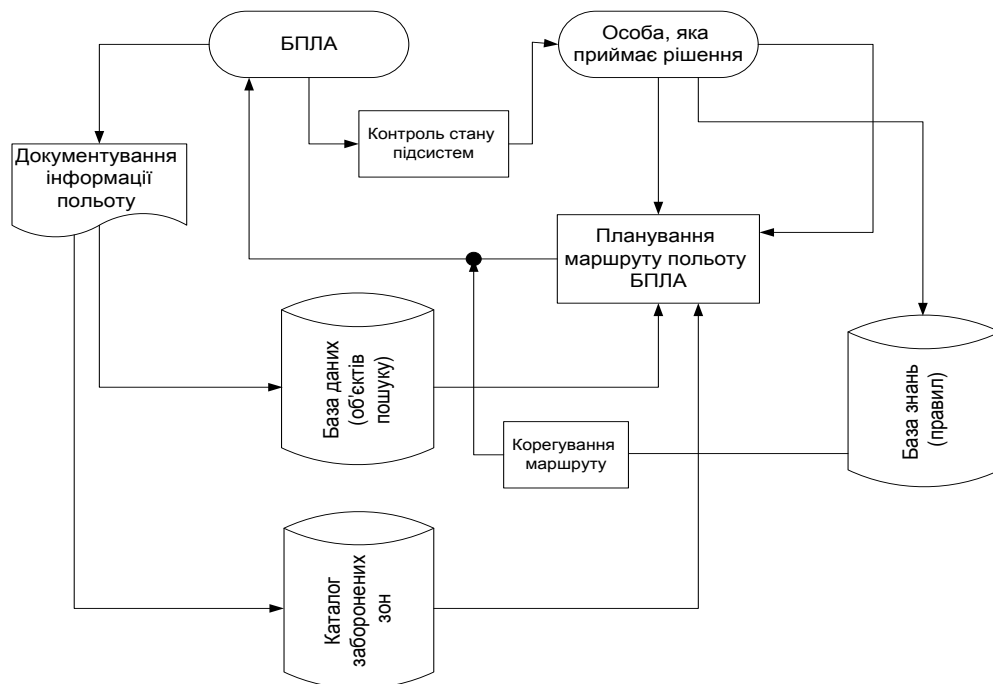 БПЛА
Особа, яка
приймає рішення
Контроль стану
підсистем
Документування
інформації
польоту
Планування
маршруту польоту
БПЛА
База даних
(об'єктів
пошуку)
База знань
(правил)
Корегування
маршруту
Каталог
заборонених
зон